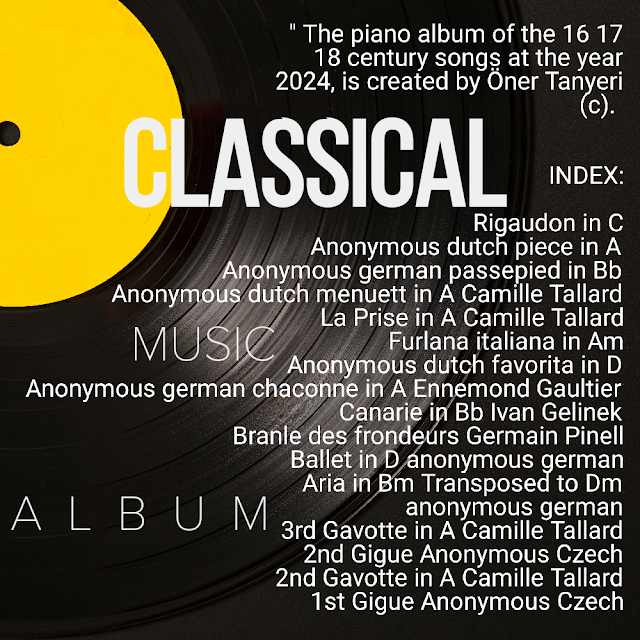 " The piano album of the 16 17
18 century songs at the year
2024, is created by Öner Tanyeri
(c).
CLASSICAL
INDEX:
Rigaudon in C
Anonymous dutch piece in A
Anonymous german passepied in Bb
Anonymous dutch menuett in A Camille Tallard
La Prise in A Camille Tallard
MUSIC
Furlana italiana in Am
Anonymous dutch favorita in D
Anonymous german chaconne in A Ennemond Gaultier
Canarie in Bb Ivan Gelinek
Branle des frondeurs Germain Pinell
Ballet in D anonymous german
Aria in Bm Transposed to Dm
anonymous german
ALBUM
3rd Gavotte in A Camille Tallard
2nd Gigue Anonymous Czech
2nd Gavotte in A Camille Tallard
1st Gigue Anonymous Czech